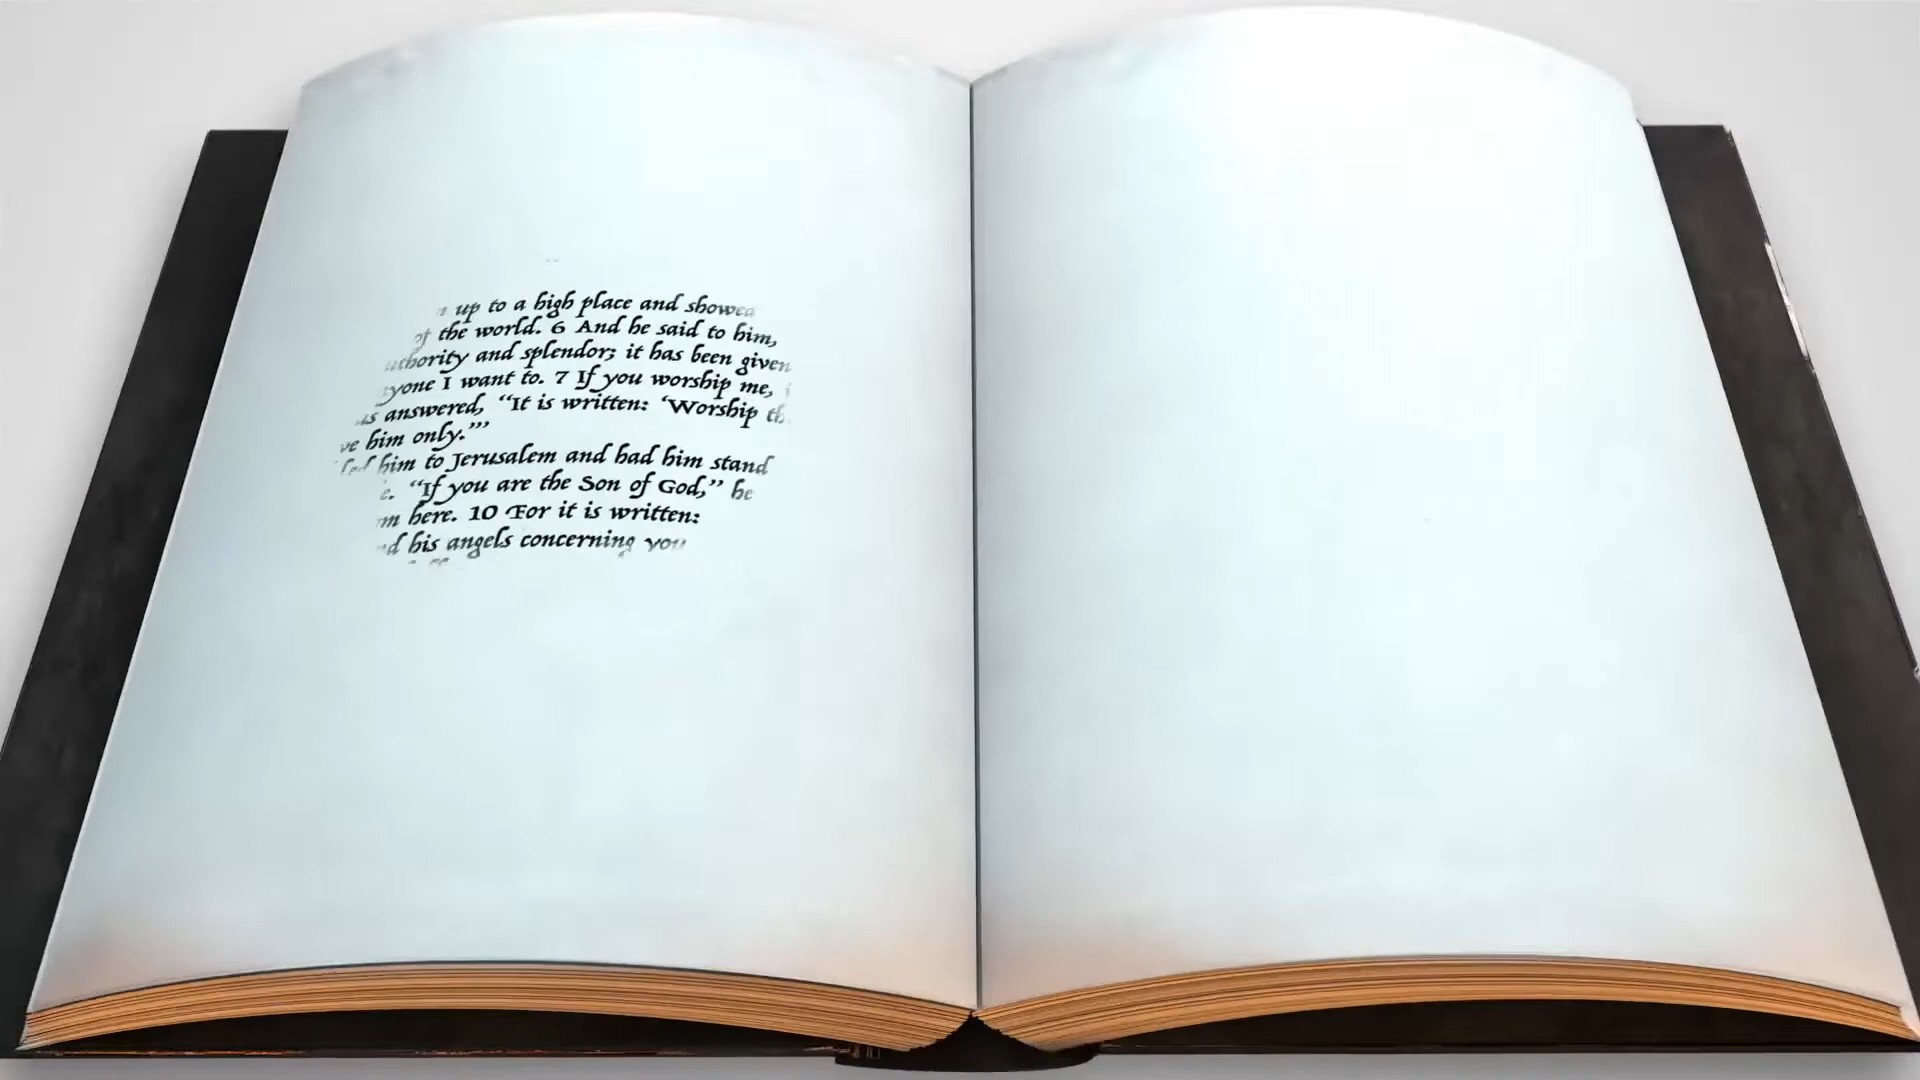 up to a high place and showed
of the world. 6 And he said to him,
authority and splendor; it has been given
I want to. 7 If you worship me,
answered, “It is written: ‘Worship
him only.’”
led him to Jerusalem and had him stand
“If you are the Son of God,” he
here. 10 For it is written:
his angels concerning you